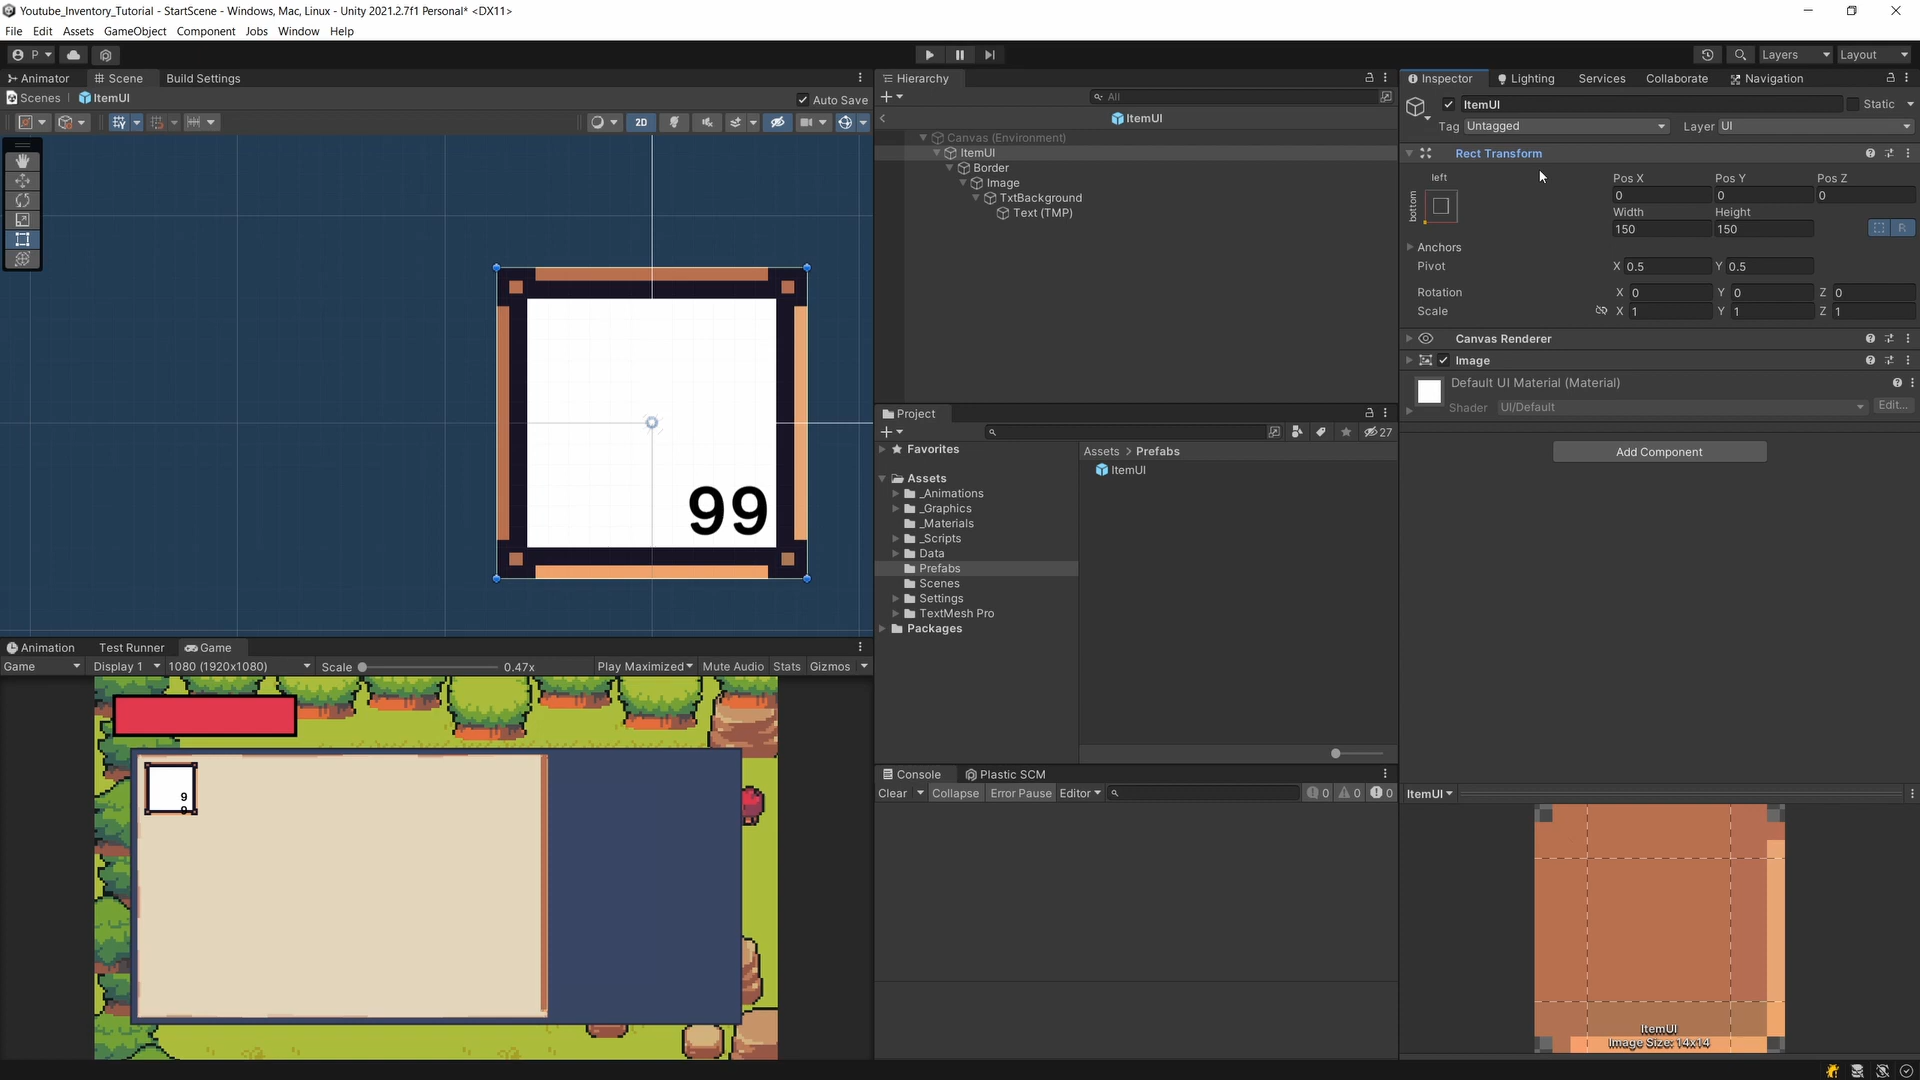 Youtube_Inventory_Tutorial - StartScene - Windows, Mac, Linux - Unity 2021.2.7f1 Personal* <DX11>
File Edit Assets GameObject Component Jobs Window Help
P Layers Layout
Animator Scene Build Settings
Scenes ItemUI Auto Save
2D
99
Animation Test Runner Game
Game Display 1 1080 (1920x1080) Scale 0.47x Play Maximized Mute Audio Stats Gizmos
9
9
Hierarchy
All
ItemUI
Canvas (Environment)
ItemUI
Border
Image
TxtBackground
Text (TMP)
Project
27
Favorites
Assets
_Animations
_Graphics
_Materials
_Scripts
Data
Prefabs
Scenes
Settings
TextMesh Pro
Packages
Assets > Prefabs
ItemUI
Console Plastic SCM
Clear Collapse Error Pause Editor 0 0 0
Inspector Lighting Services Collaborate Navigation
ItemUI Static
Tag Untagged Layer UI
Rect Transform
left
bottom
Pos X Pos Y Pos Z
0 0 0
Width Height
150 150
R
Anchors
Pivot X 0.5 Y 0.5
Rotation X 0 Y 0 Z 0
Scale X 1 Y 1 Z 1
Canvas Renderer
Image
Default UI Material (Material)
Shader UI/Default Edit...
Add Component
ItemUI
ItemUI
Image Size: 14x14